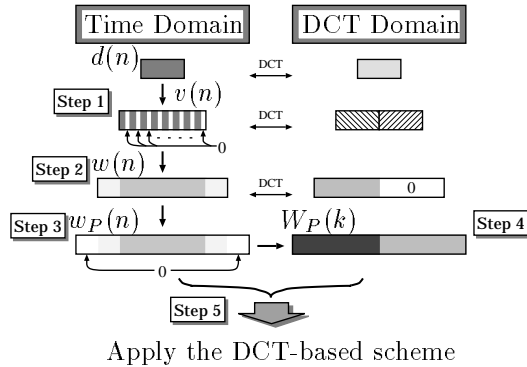 Time Domain
DCT Domain
d(n)
DCT
Step 1
v(n)
DCT
0
Step 2
w(n)
DCT
0
Step 3
w_P(n)
W_P(k)
Step 4
0
Step 5
Apply the DCT-based scheme